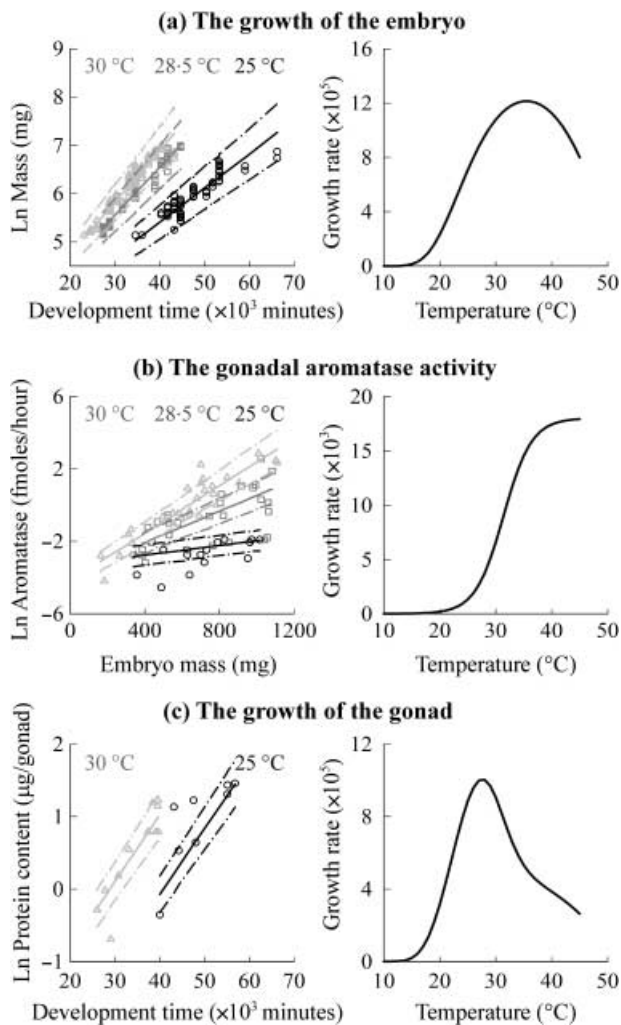 (a) The growth of the embryo
30 °C 28·5 °C 25 °C
Ln Mass (mg)
9
8
7
6
5
20 30 40 50 60 70
Development time (×10³ minutes)
Growth rate (×10⁵)
16
12
8
4
0
10 20 30 40 50
Temperature (°C)
(b) The gonadal aromatase activity
30 °C 28·5 °C 25 °C
Ln Aromatase (fmoles/hour)
6
2
−2
−6
0 400 800 1200
Embryo mass (mg)
Growth rate (×10³)
20
15
10
5
0
10 20 30 40 50
Temperature (°C)
(c) The growth of the gonad
30 °C 25 °C
Ln Protein content (µg/gonad)
2
1
0
−1
20 30 40 50 60 70
Development time (×10³ minutes)
Growth rate (×10⁵)
12
8
4
0
10 20 30 40 50
Temperature (°C)